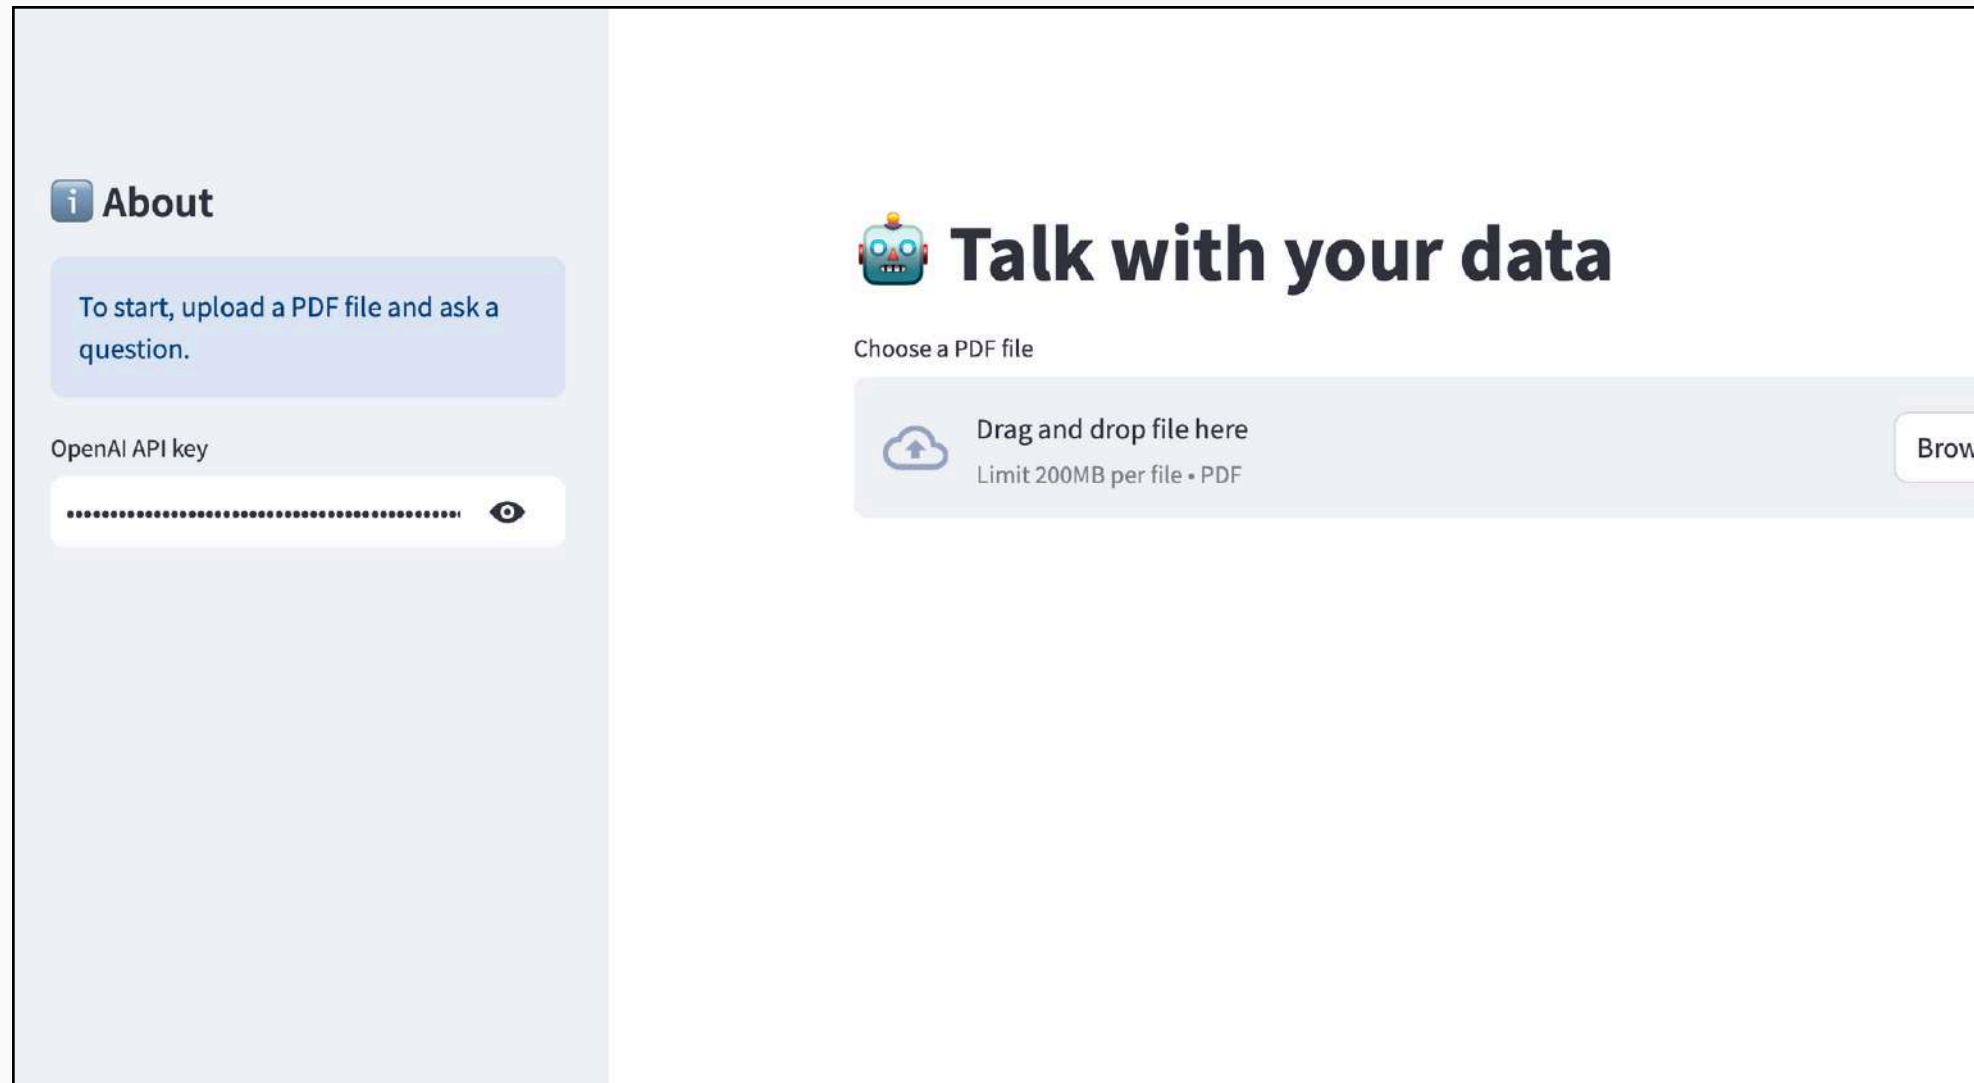 About
To start, upload a PDF file and ask a
question.
OpenAI API key
Talk with your data
Choose a PDF file
Drag and drop file here
Limit 200MB per file • PDF